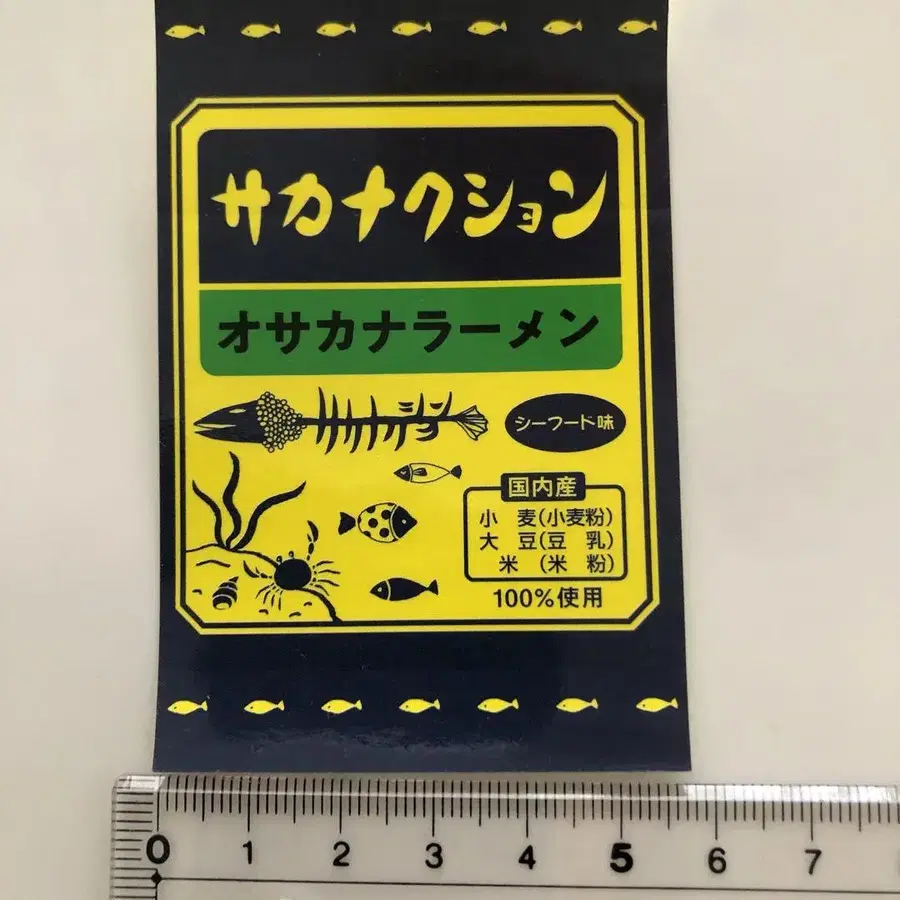 サカナクション
オサカナラーメン
シーフード味
国内産
小 麦(小麦粉)
大 豆(豆 乳)
米 (米 粉)
100%使用
0 1 2 3 4 5 6 7